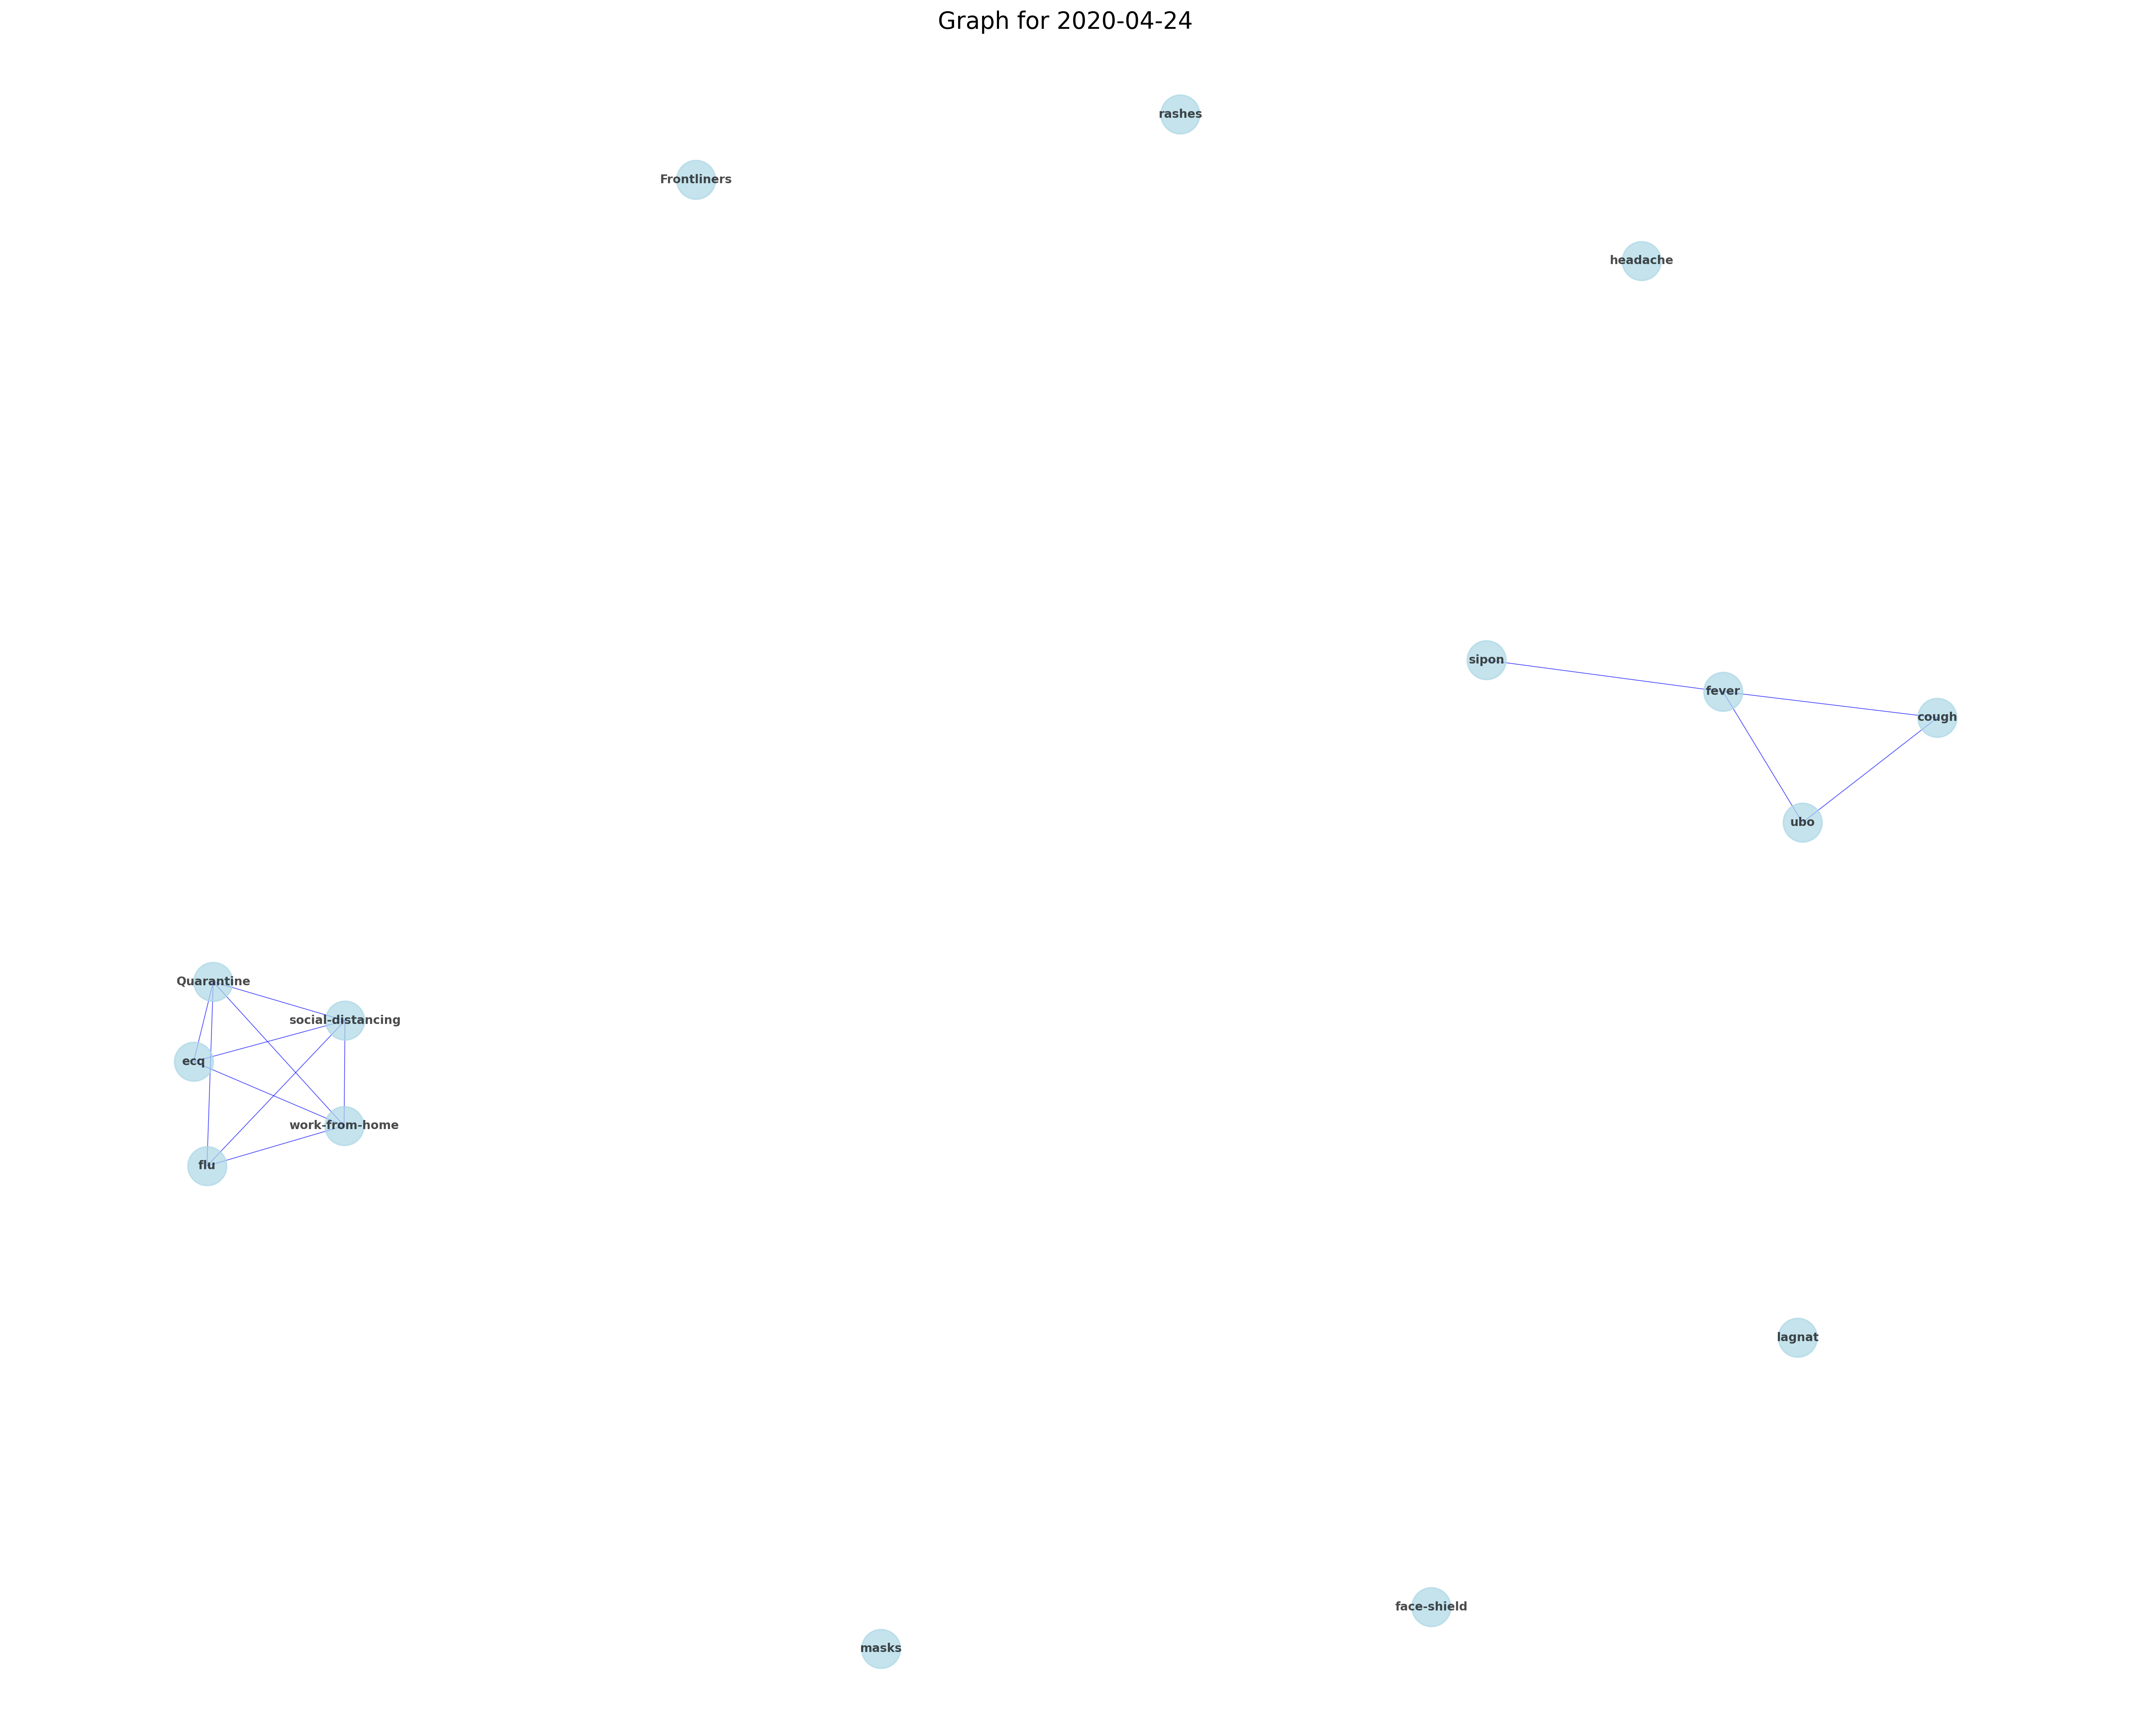 Graph for 2020-04-24
rashes
Frontliners
headache
sipon
fever
cough
ubo
Quarantine
social-distancing
ecq
work-from-home
flu
lagnat
face-shield
masks